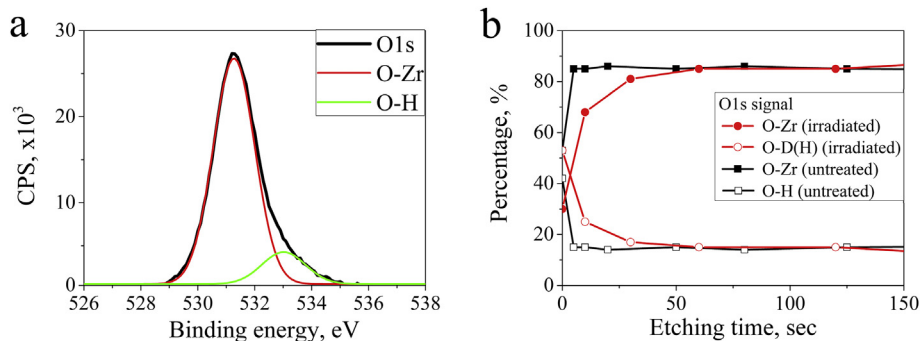 a
30
20
10
0
CPS, x10³
O1s
O-Zr
O-H
526 528 530 532 534 536 538
Binding energy, eV
b
100
80
60
40
20
0
Percentage, %
O1s signal
O-Zr (irradiated)
O-D(H) (irradiated)
O-Zr (untreated)
O-H (untreated)
0 50 100 150
Etching time, sec